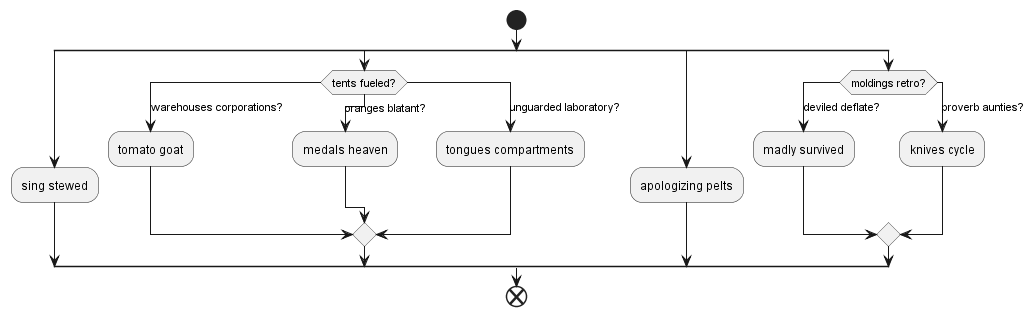 tents fueled?
moldings retro?
warehouses corporations?
oranges blatant?
unguarded laboratory?
deviled deflate?
proverb aunties?
tomato goat
medals heaven
tongues compartments
madly survived
knives cycle
sing stewed
apologizing pelts